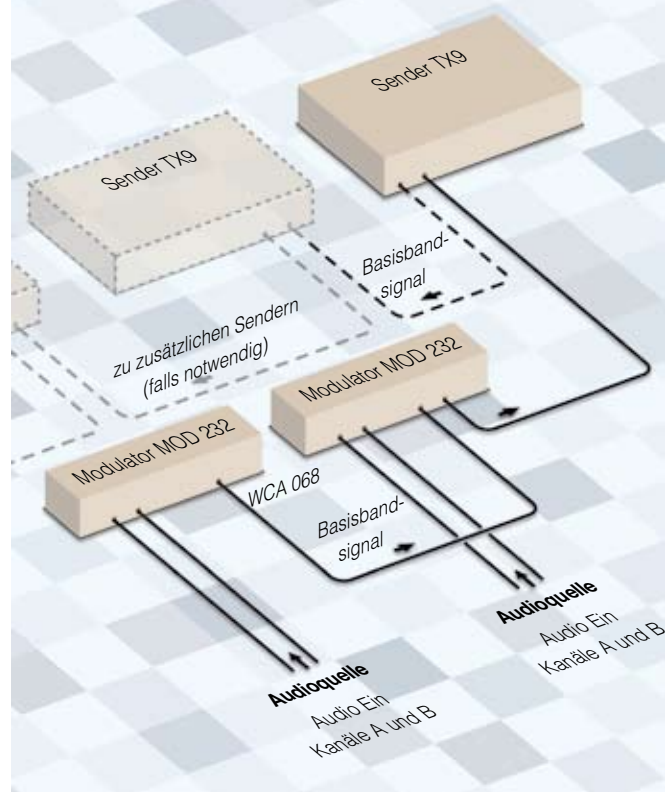 Sender TX9
Sender TX9
Basisband-
signal
zu zusätzlichen Sendern
(falls notwendig)
Modulator MOD 232
Modulator MOD 232
WCA 068
Basisband-
signal
Audioquelle
Audio Ein
Kanäle A und B
Audioquelle
Audio Ein
Kanäle A und B